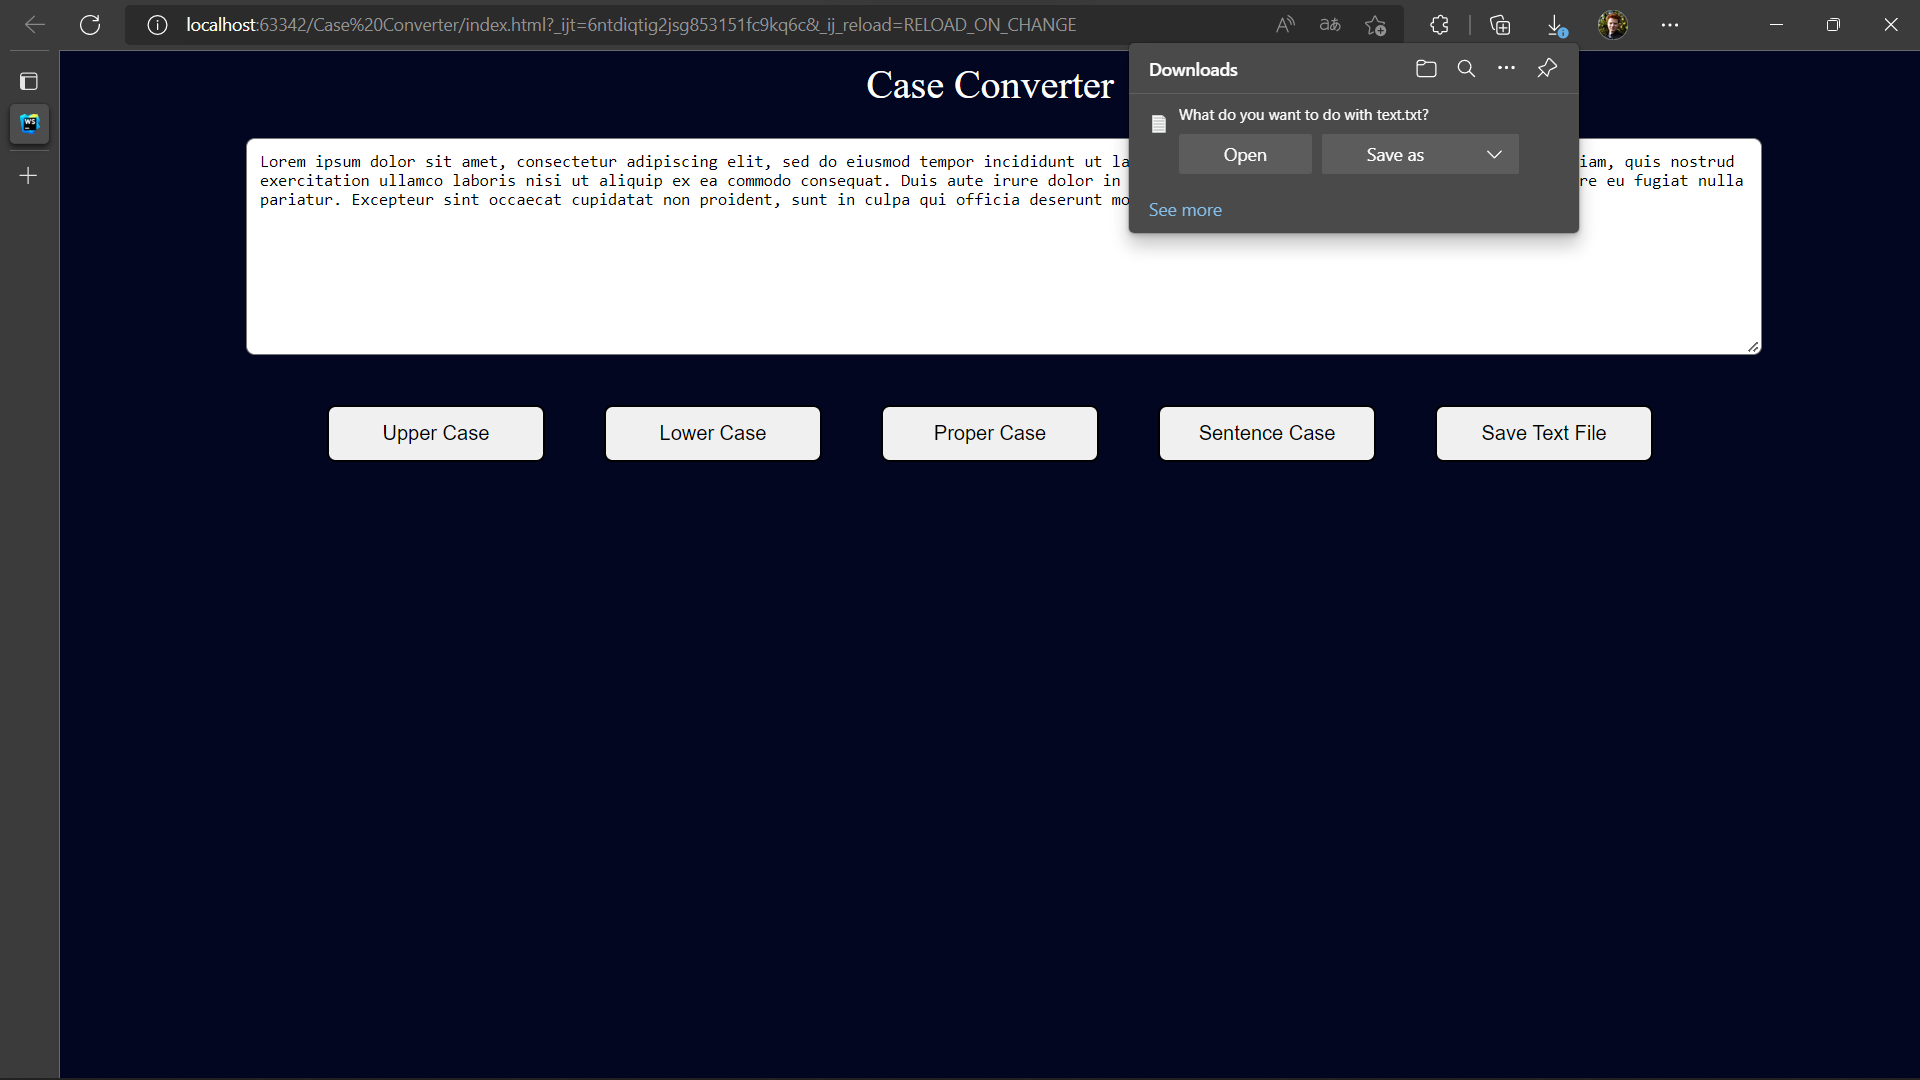 localhost:63342/Case%20Converter/index.html?_ijt=6ntdiqtig2jsg853151fc9kq6c&_ij_reload=RELOAD_ON_CHANGE
A
aあ
WS
Case Converter
Downloads
What do you want to do with text.txt?
Open
Save as
See more
Lorem ipsum dolor sit amet, consectetur adipiscing elit, sed do eiusmod tempor incididunt ut la
iam, quis nostrud
exercitation ullamco laboris nisi ut aliquip ex ea commodo consequat. Duis aute irure dolor in
re eu fugiat nulla
pariatur. Excepteur sint occaecat cupidatat non proident, sunt in culpa qui officia deserunt mo
Upper Case
Lower Case
Proper Case
Sentence Case
Save Text File